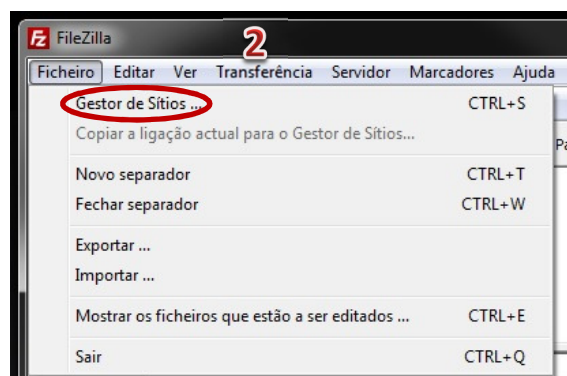 FileZilla
2
Ficheiro Editar Ver Transferência Servidor Marcadores Ajuda
Gestor de Sítios ... CTRL+S
Copiar a ligação actual para o Gestor de Sítios...
Novo separador CTRL+T
Fechar separador CTRL+W
Exportar ...
Importar ...
Mostrar os ficheiros que estão a ser editados ... CTRL+E
Sair CTRL+Q